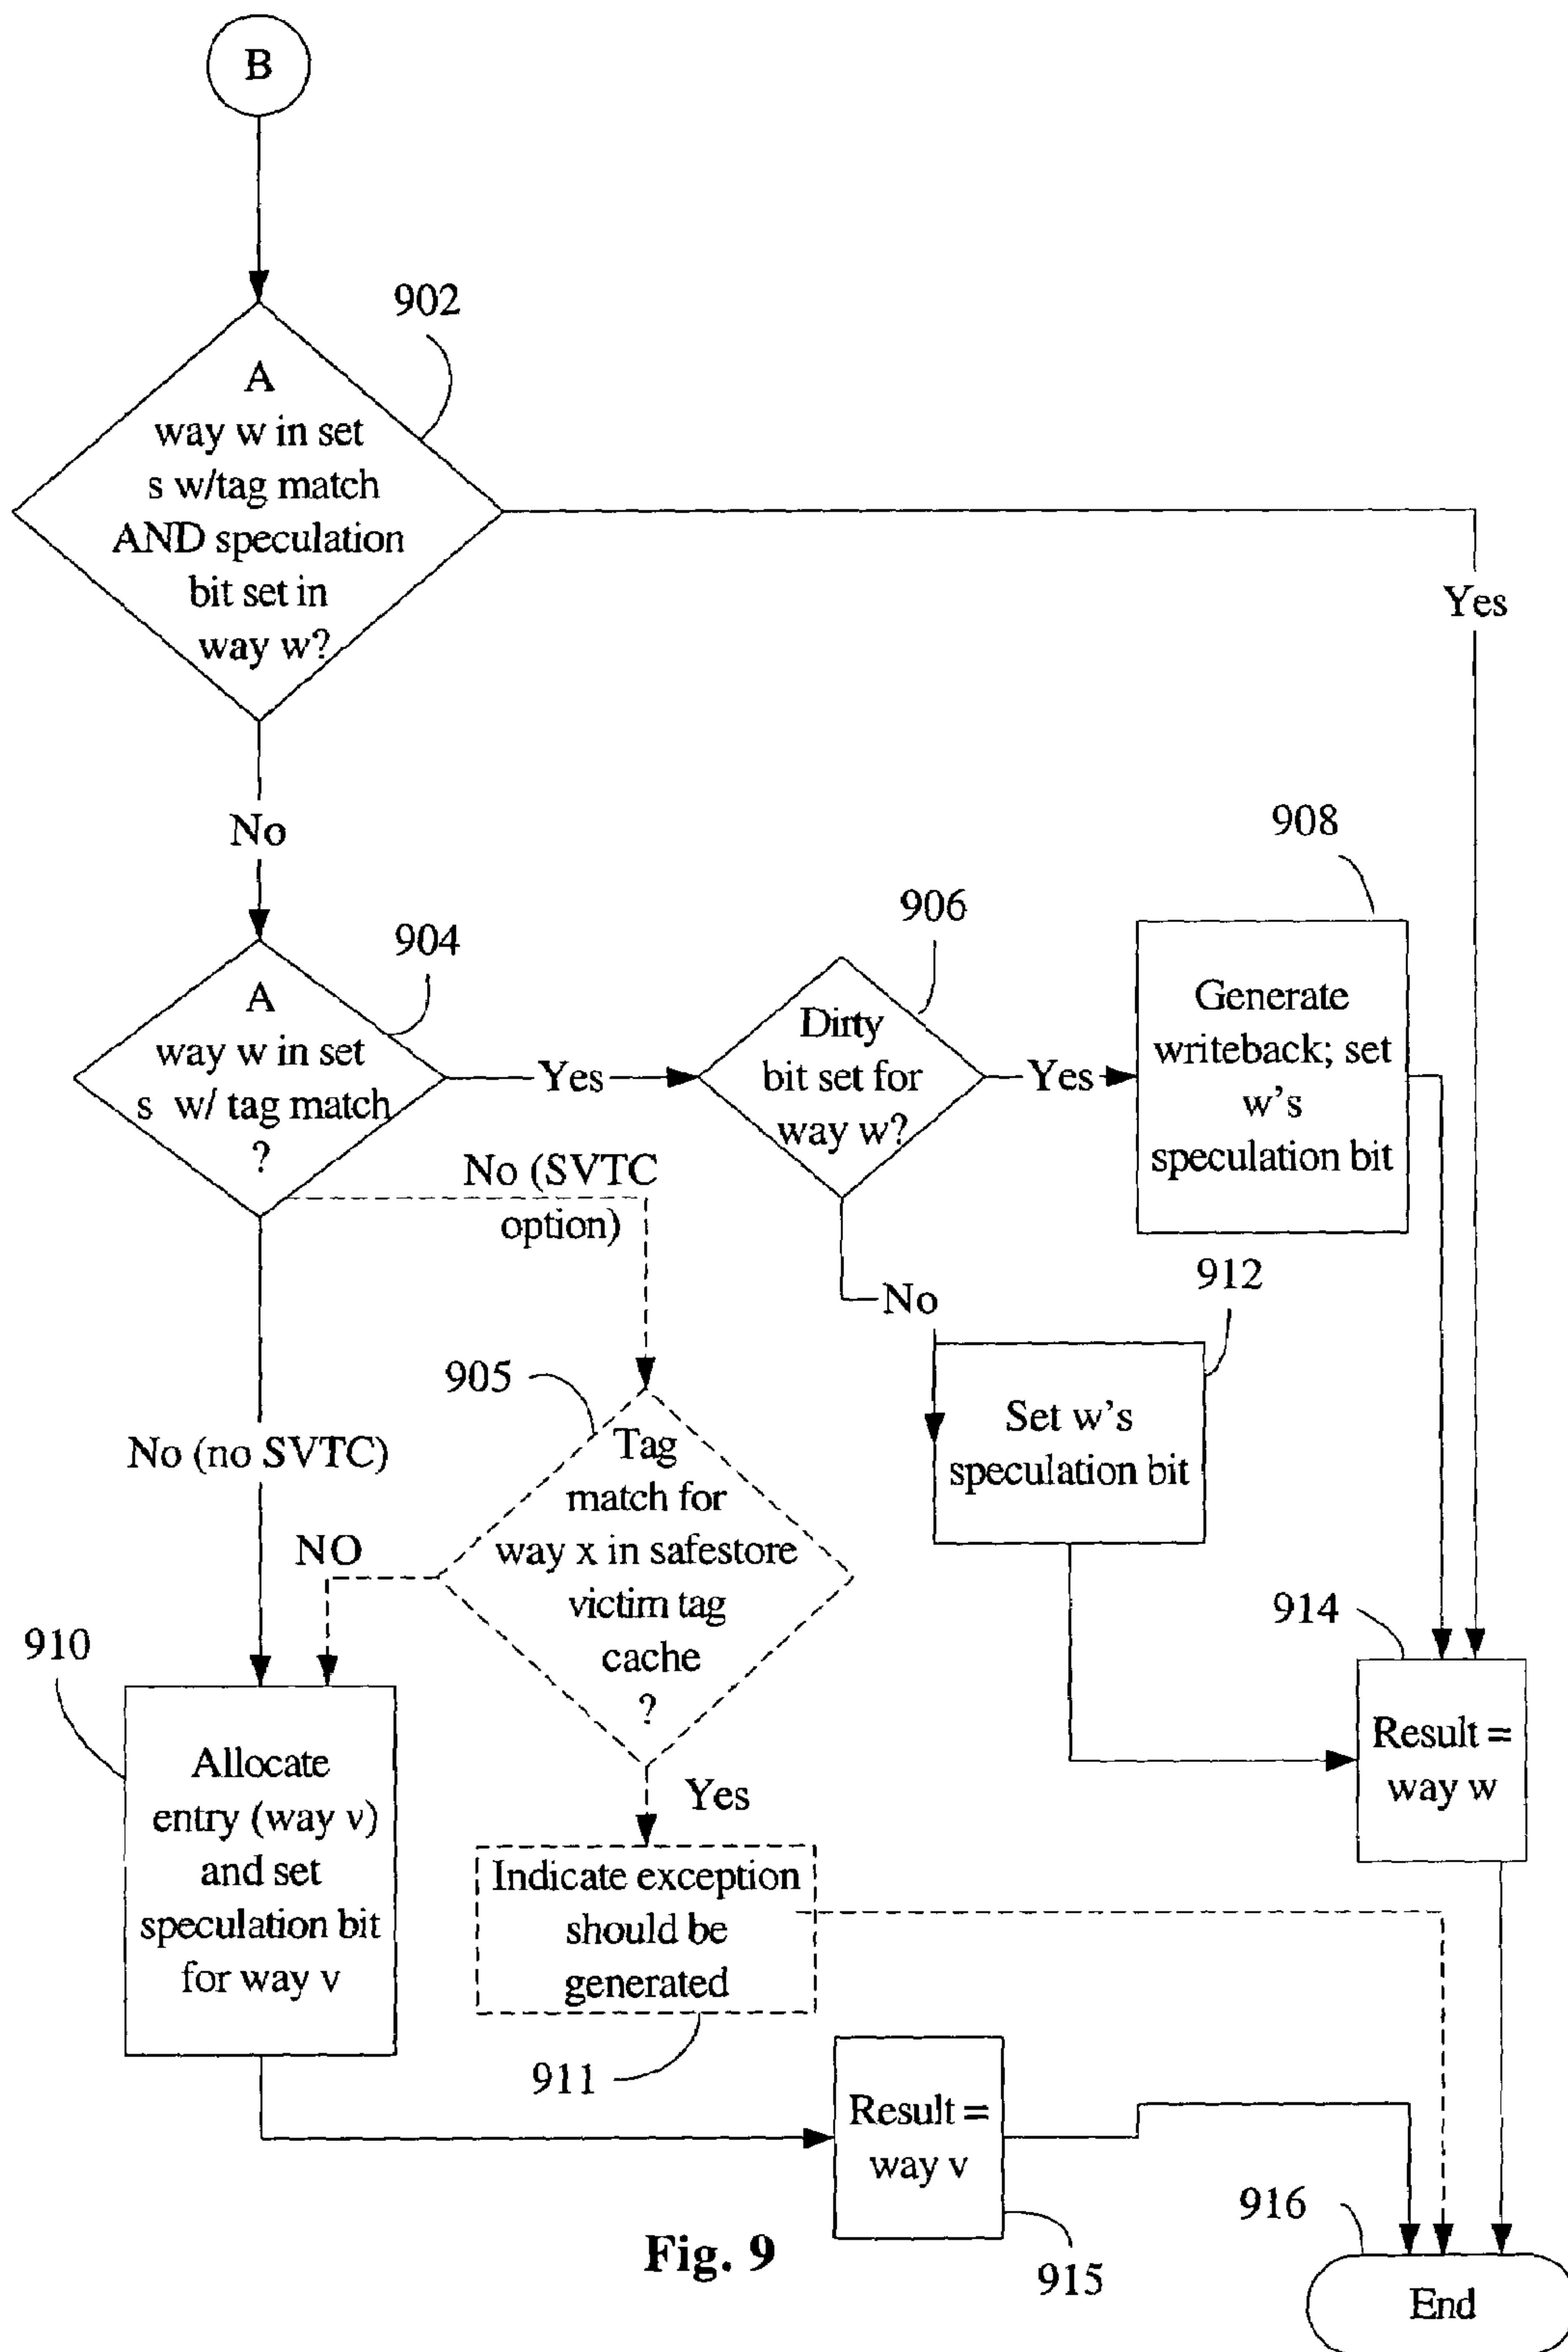 B
902
A
way w in set
s w/tag match
AND speculation
bit set in
way w?
Yes
No
908
906
904
A
way w in set
s w/ tag match
?
Yes
Dirty
bit set for
way w?
Yes
Generate
writeback; set
w's
speculation bit
No (SVTC
option)
912
No
905
Set w's
speculation bit
No (no SVTC)
Tag
match for
way x in safestore
victim tag
cache
?
NO
914
910
Result =
way w
Allocate
entry (way v)
and set
speculation bit
for way v
Yes
Indicate exception
should be
generated
911
Result =
way v
916
Fig. 9
915
End